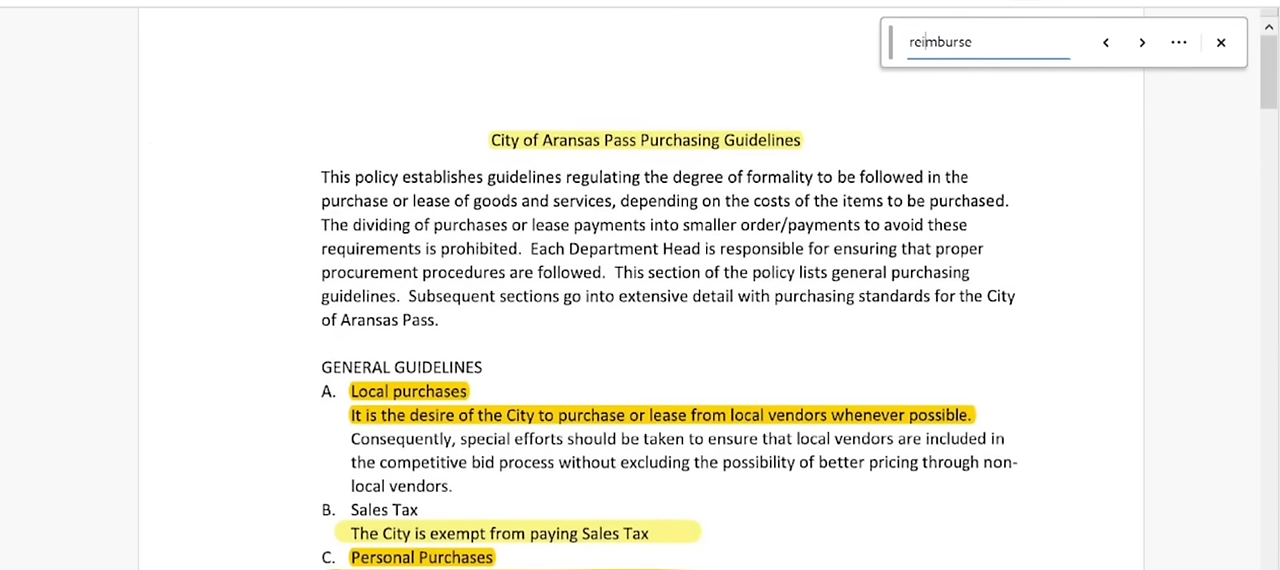 reimburse
City of Aransas Pass Purchasing Guidelines
This policy establishes guidelines regulating the degree of formality to be followed in the
purchase or lease of goods and services, depending on the costs of the items to be purchased.
The dividing of purchases or lease payments into smaller order/payments to avoid these
requirements is prohibited.  Each Department Head is responsible for ensuring that proper
procurement procedures are followed.  This section of the policy lists general purchasing
guidelines.  Subsequent sections go into extensive detail with purchasing standards for the City
of Aransas Pass.
GENERAL GUIDELINES
A. Local purchases
It is the desire of the City to purchase or lease from local vendors whenever possible.
Consequently, special efforts should be taken to ensure that local vendors are included in
the competitive bid process without excluding the possibility of better pricing through non-
local vendors.
B. Sales Tax
The City is exempt from paying Sales Tax
C. Personal Purchases